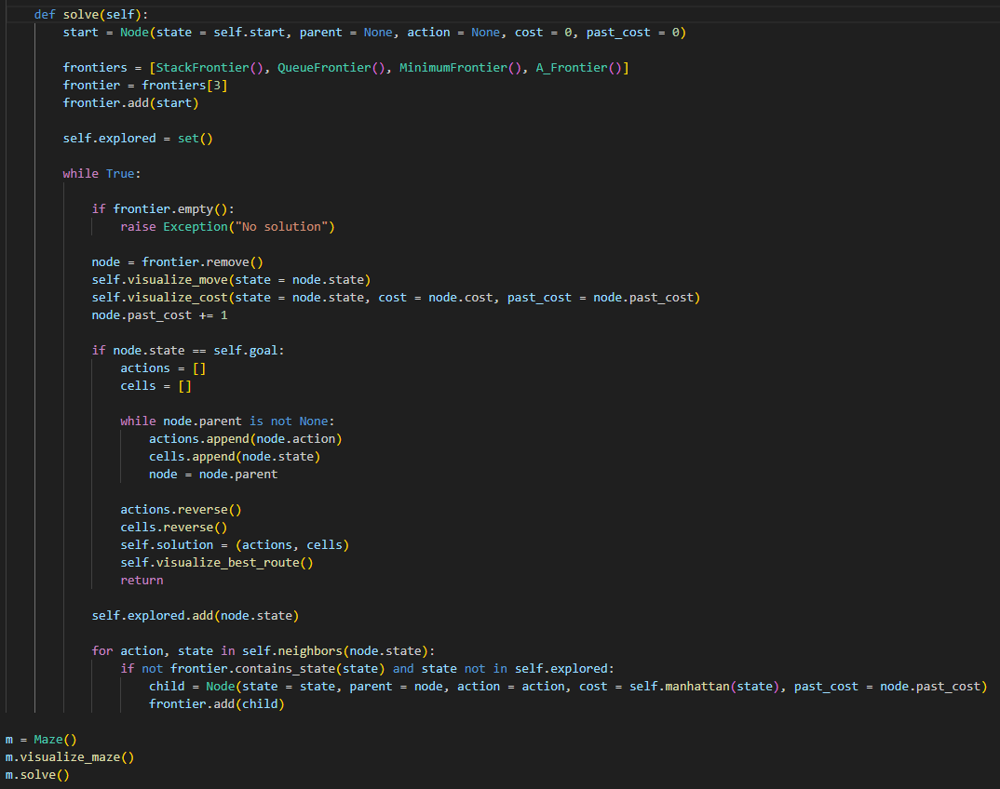 def solve(self):
start = Node(state = self.start, parent = None, action = None, cost = 0, past_cost = 0)
frontiers = [StackFrontier(), QueueFrontier(), MinimumFrontier(), A_Frontier()]
frontier = frontiers[3]
frontier.add(start)
self.explored = set()
while True:
if frontier.empty():
raise Exception("No solution")
node = frontier.remove()
self.visualize_move(state = node.state)
self.visualize_cost(state = node.state, cost = node.cost, past_cost = node.past_cost)
node.past_cost += 1
if node.state == self.goal:
actions = []
cells = []
while node.parent is not None:
actions.append(node.action)
cells.append(node.state)
node = node.parent
actions.reverse()
cells.reverse()
self.solution = (actions, cells)
self.visualize_best_route()
return
self.explored.add(node.state)
for action, state in self.neighbors(node.state):
if not frontier.contains_state(state) and state not in self.explored:
child = Node(state = state, parent = node, action = action, cost = self.manhattan(state), past_cost = node.past_cost)
frontier.add(child)
m = Maze()
m.visualize_maze()
m.solve()